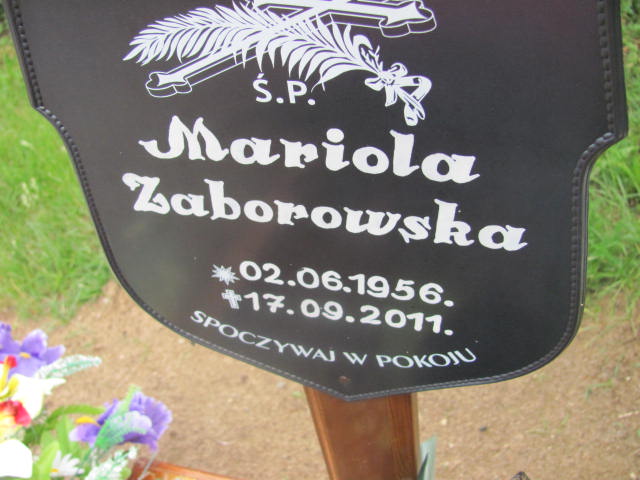 Ś.P.
Mariola
Zaborowska
02.06.1956.
17.09.2011.
SPOCZYWAJ W POKOJU